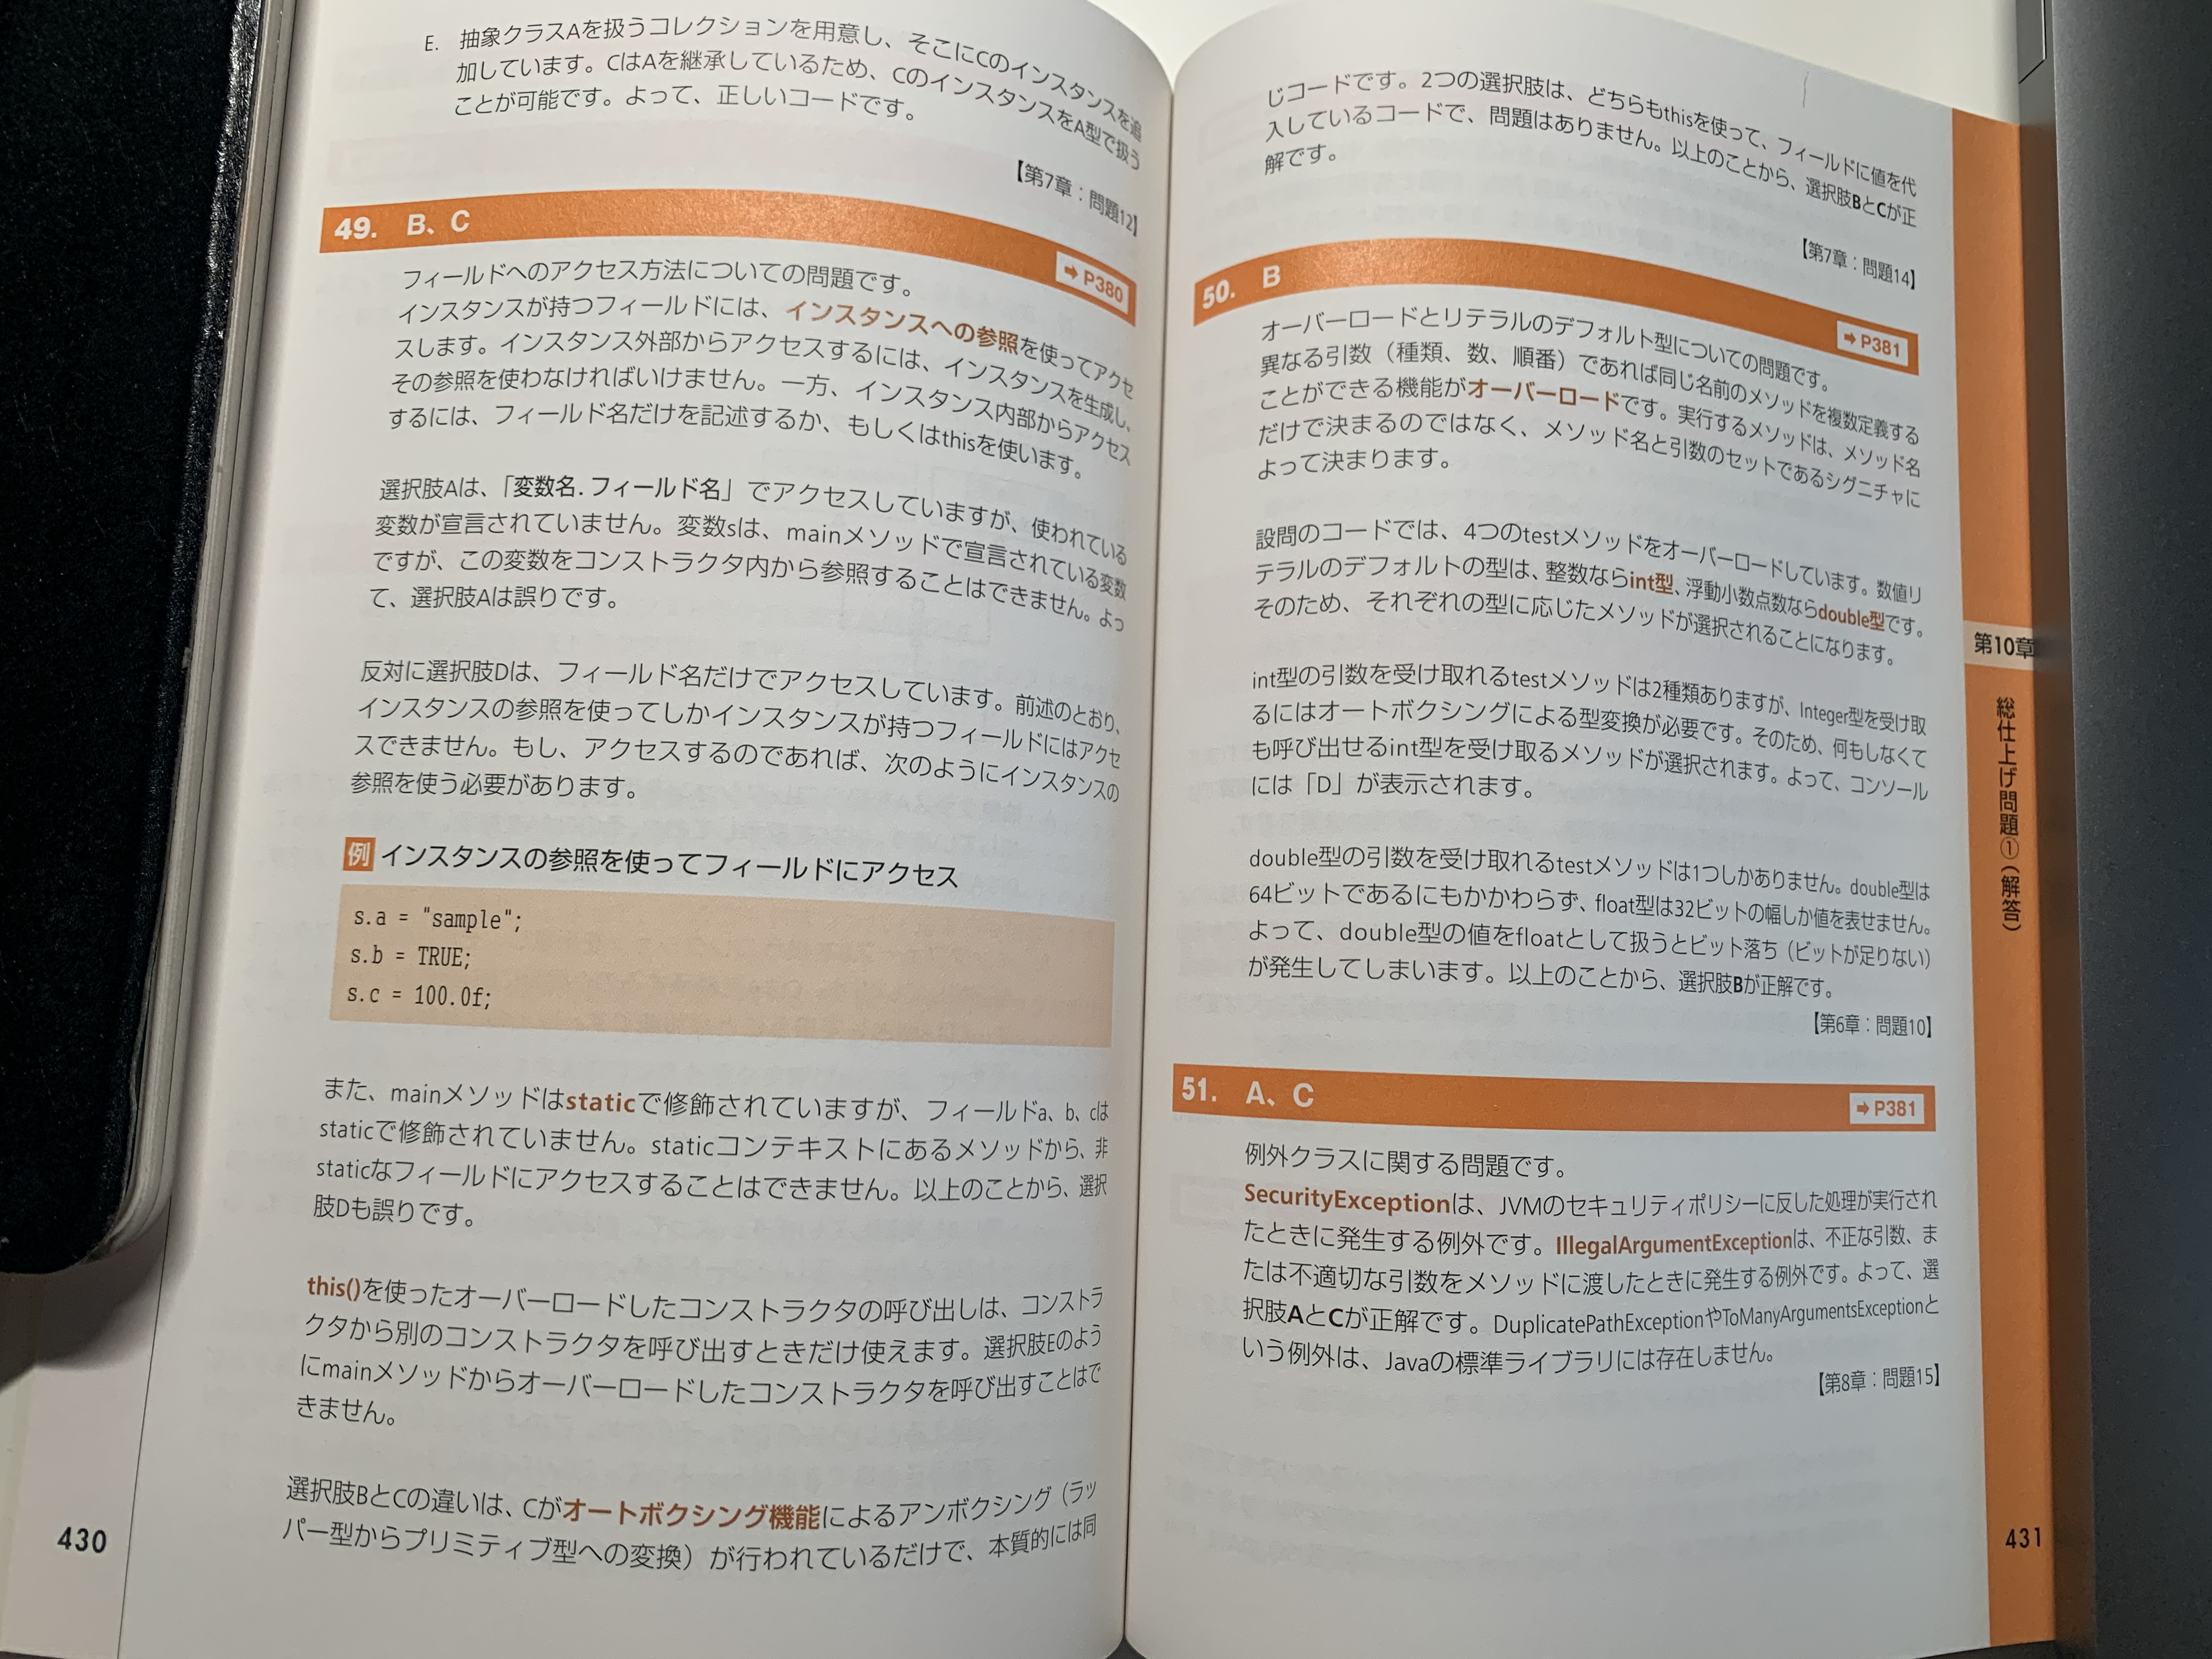 E. 抽象クラスAを扱うコレクションを用意し、そこにCのインスタンスを追
加しています。CはAを継承しているため、CのインスタンスをA型で扱う
ことが可能です。よって、正しいコードです。
【第7章：問題12】
49. B、C
➡P380
フィールドへのアクセス方法についての問題です。
インスタンスが持つフィールドには、インスタンスへの参照を使ってアクセ
スします。インスタンス外部からアクセスするには、インスタンスを生成し、
その参照を使わなければいけません。一方、インスタンス内部からアクセス
するには、フィールド名だけを記述するか、もしくはthisを使います。
選択肢Aは、「変数名.フィールド名」でアクセスしていますが、使われている
変数が宣言されていません。変数sは、mainメソッドで宣言されている変数
ですが、この変数をコンストラクタ内から参照することはできません。よっ
て、選択肢Aは誤りです。
反対に選択肢Dは、フィールド名だけでアクセスしています。前述のとおり、
インスタンスの参照を使ってしかインスタンスが持つフィールドにはアクセ
スできません。もし、アクセスするのであれば、次のようにインスタンスの
参照を使う必要があります。
例 インスタンスの参照を使ってフィールドにアクセス
s.a = "sample";
s.b = TRUE;
s.c = 100.0f;
また、mainメソッドはstaticで修飾されていますが、フィールドa、b、cは
staticで修飾されていません。staticコンテキストにあるメソッドから、非
staticなフィールドにアクセスすることはできません。以上のことから、選択
肢Dも誤りです。
this()を使ったオーバーロードしたコンストラクタの呼び出しは、コンストラ
クタから別のコンストラクタを呼び出すときだけ使えます。選択肢Eのよう
にmainメソッドからオーバーロードしたコンストラクタを呼び出すことはで
きません。
選択肢BとCの違いは、Cがオートボクシング機能によるアンボクシング（ラッ
パー型からプリミティブ型への変換）が行われているだけで、本質的には同
430
じコードです。2つの選択肢は、どちらもthisを使って、フィールドに値を代
入しているコードで、問題はありません。以上のことから、選択肢BとCが正
解です。
【第7章：問題14】
50. B
➡P381
オーバーロードとリテラルのデフォルト型についての問題です。
異なる引数（種類、数、順番）であれば同じ名前のメソッドを複数定義する
ことができる機能がオーバーロードです。実行するメソッドは、メソッド名
だけで決まるのではなく、メソッド名と引数のセットであるシグニチャに
よって決まります。
設問のコードでは、4つのtestメソッドをオーバーロードしています。数値リ
テラルのデフォルトの型は、整数ならint型、浮動小数点数ならdouble型です。
そのため、それぞれの型に応じたメソッドが選択されることになります。
int型の引数を受け取れるtestメソッドは2種類ありますが、Integer型を受け取
るにはオートボクシングによる型変換が必要です。そのため、何もしなくて
も呼び出せるint型を受け取るメソッドが選択されます。よって、コンソール
には「D」が表示されます。
double型の引数を受け取れるtestメソッドは1つしかありません。double型は
64ビットであるにもかかわらず、float型は32ビットの幅しか値を表せません。
よって、double型の値をfloatとして扱うとビット落ち（ビットが足りない）
が発生してしまいます。以上のことから、選択肢Bが正解です。
【第6章：問題10】
51. A、C
➡P381
例外クラスに関する問題です。
SecurityExceptionは、JVMのセキュリティポリシーに反した処理が実行され
たときに発生する例外です。IllegalArgumentExceptionは、不正な引数、ま
たは不適切な引数をメソッドに渡したときに発生する例外です。よって、選
択肢AとCが正解です。DuplicatePathExceptionやToManyArgumentsExceptionと
いう例外は、Javaの標準ライブラリには存在しません。
【第8章：問題15】
第10章
総仕上げ問題①（解答）
431